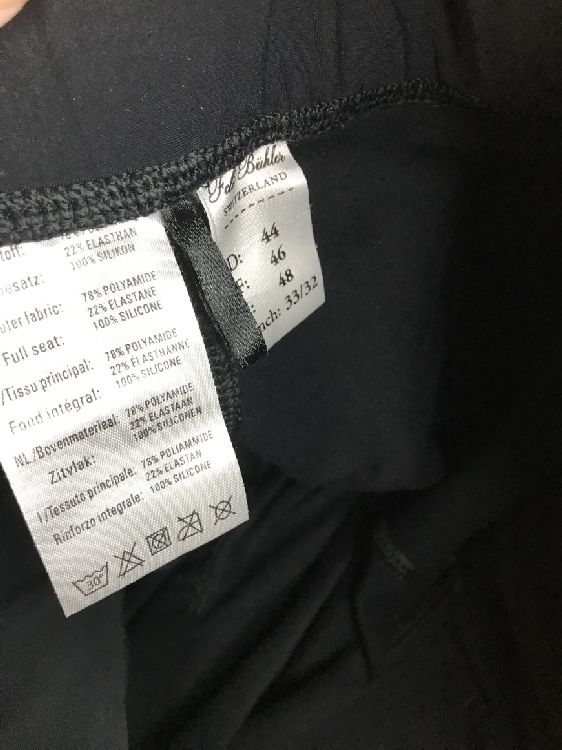 22% ELASTHAN
100% SILIKON
78% POLYAMIDE
22% ELASTANE
Full seat: 100% SILICONE
/Tissu principal: 78% POLYAMIDE
22% ELASTHANNE
Fond intégral: 100% SILICONE
NL/Bovenmateriaal: 78% POLYAMIDE
22% ELASTAAN
Zitvlak: 100% SILICONEN
I/Tessuto principale: 78% POLIAMMIDE
22% ELASTAN
Rinforzo integrale: 100% SILICONE
30°
Bühler
SWITZERLAND
D: 44
46
48
33/32